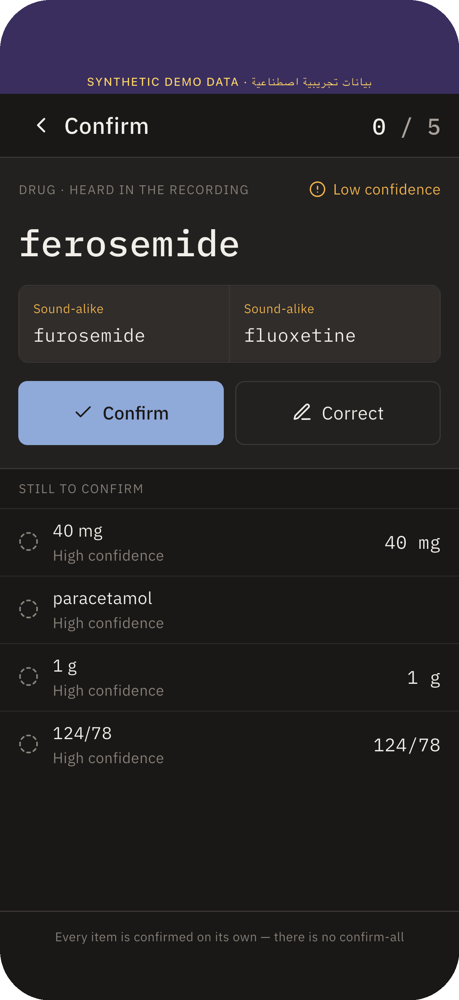 SYNTHETIC DEMO DATA · بيانات تجريبية اصطناعية
Confirm
0 / 5
DRUG · HEARD IN THE RECORDING
Low confidence
ferosemide
Sound-alike
furosemide
Sound-alike
fluoxetine
Confirm
Correct
STILL TO CONFIRM
40 mg
High confidence
40 mg
paracetamol
High confidence
1 g
High confidence
1 g
124/78
High confidence
124/78
Every item is confirmed on its own — there is no confirm-all